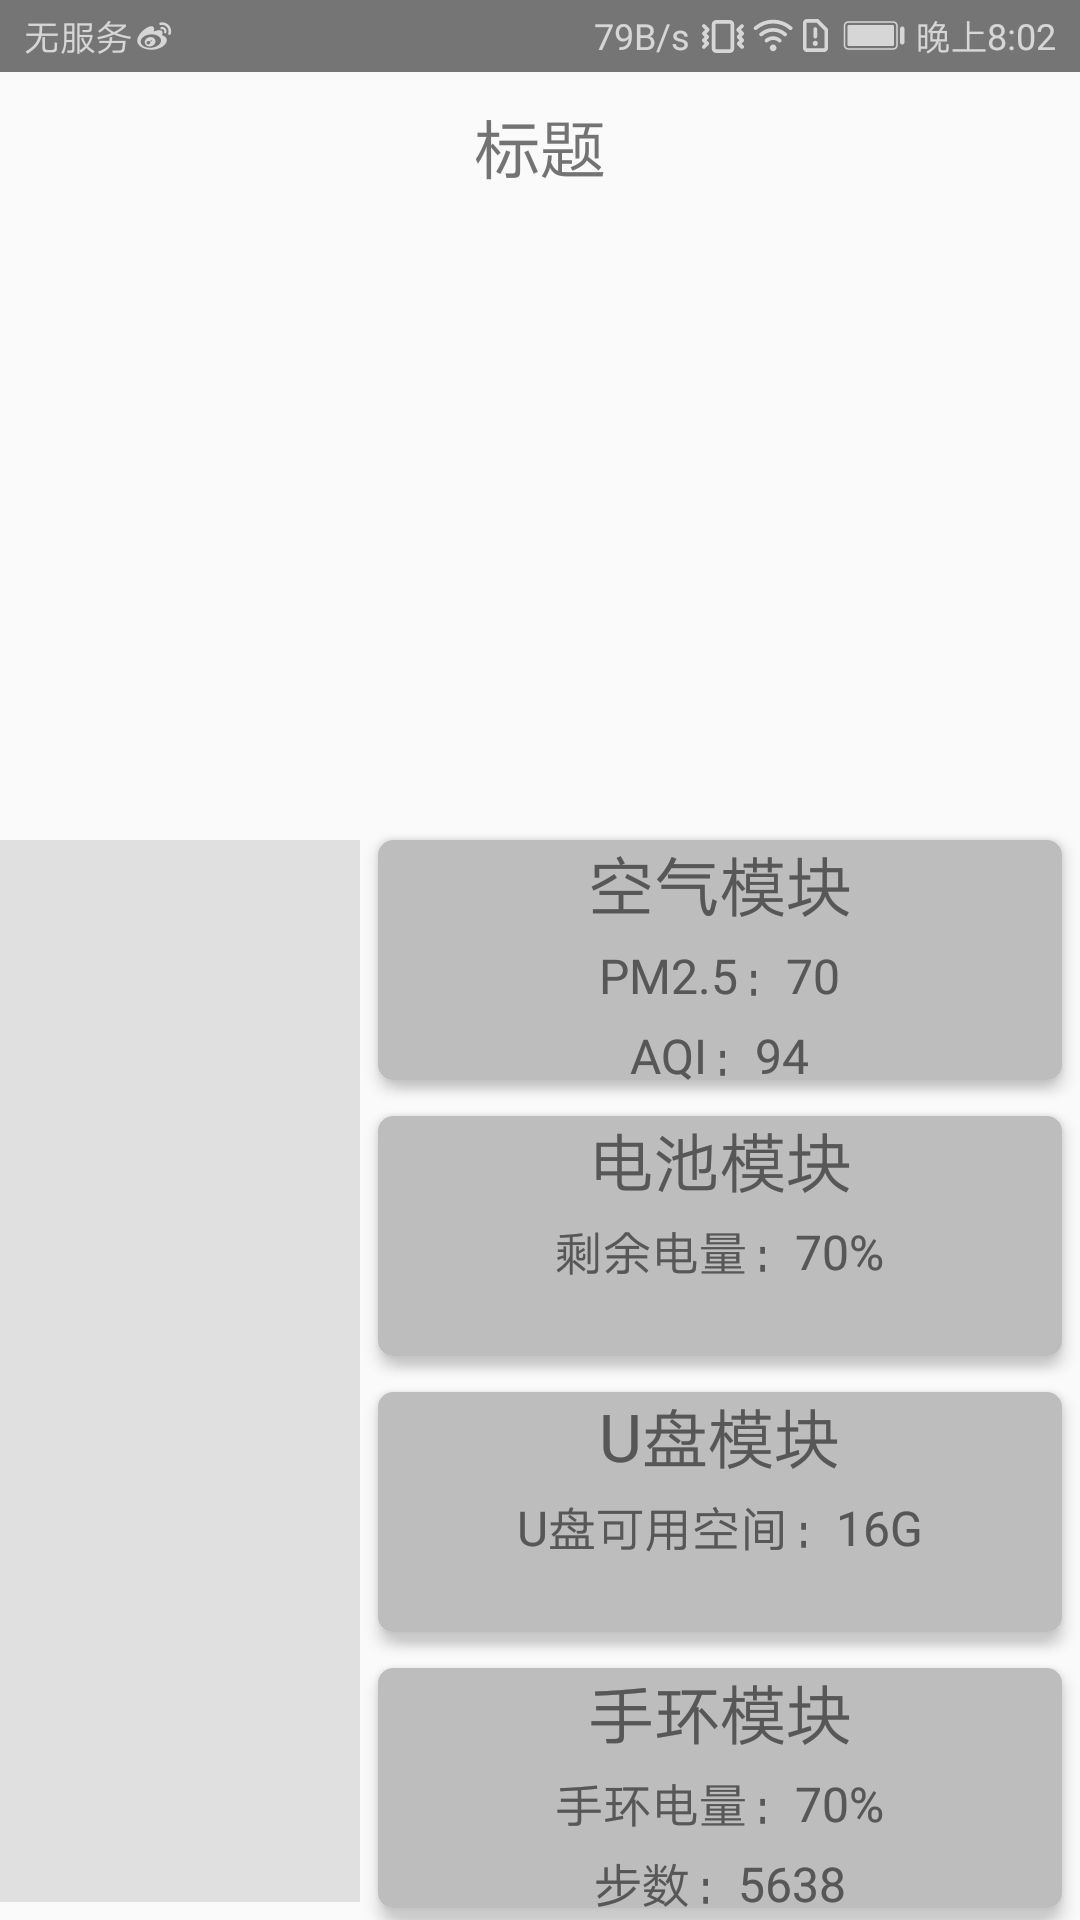 无服务 79B/s 晚上8:02
标题
空气模块
PM2.5：70
AQI：94
电池模块
剩余电量：70%
U盘模块
U盘可用空间：16G
手环模块
手环电量：70%
步数：5638